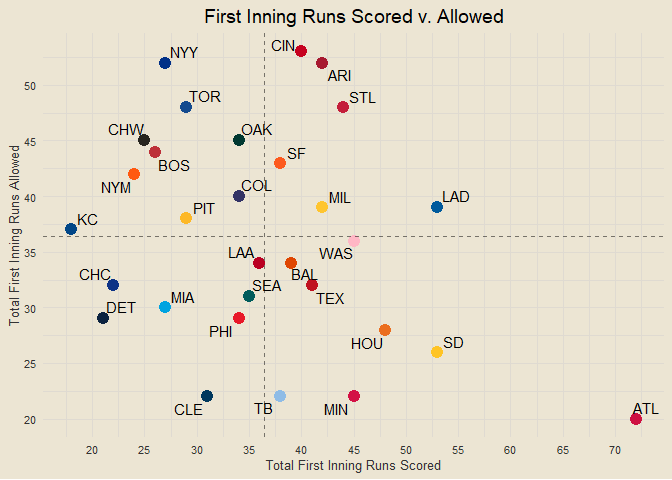 First Inning Runs Scored v. Allowed
NYY
CIN
ARI
TOR
STL
CHW
OAK
BOS
SF
NYM
COL
PIT
MIL
LAD
KC
LAA
WAS
CHC
SEA
BAL
TEX
DET
MIA
PHI
HOU
SD
CLE
TB
MIN
ATL
Total First Inning Runs Allowed
50
45
40
35
30
25
20
20 25 30 35 40 45 50 55 60 65 70
Total First Inning Runs Scored